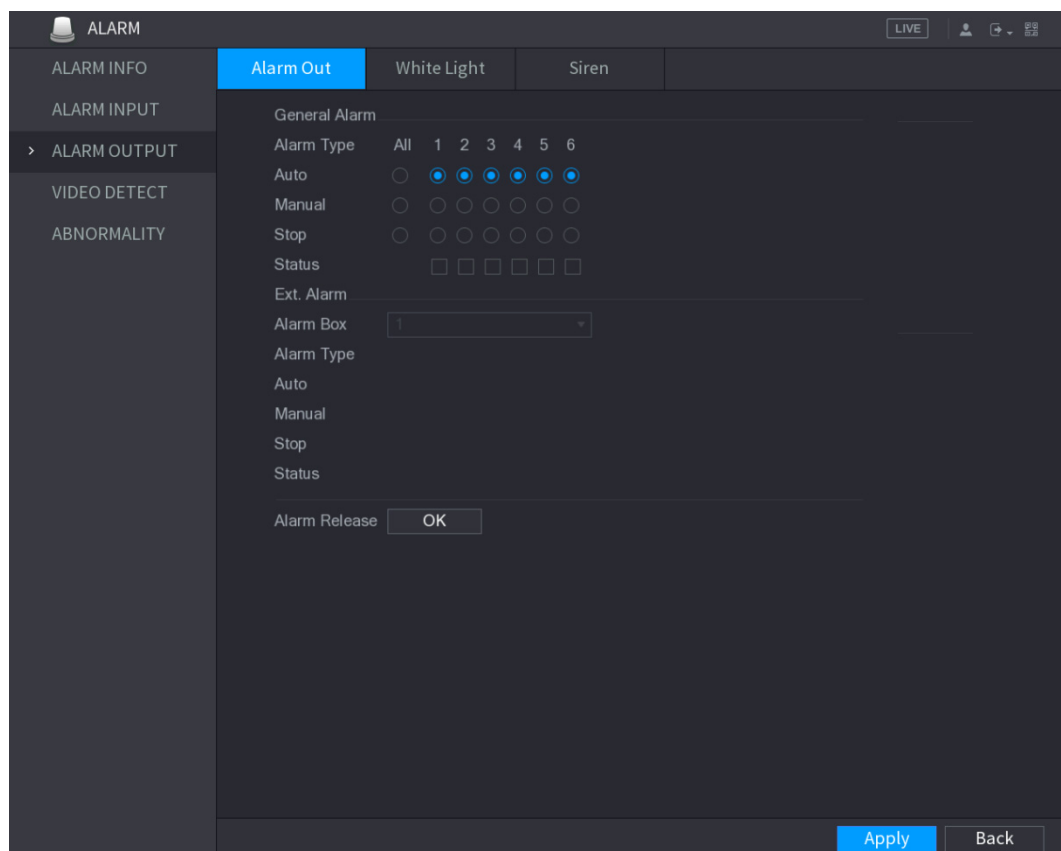 ALARM
LIVE
ALARM INFO
ALARM INPUT
> ALARM OUTPUT
VIDEO DETECT
ABNORMALITY
Alarm Out White Light Siren
General Alarm
Alarm Type All 1 2 3 4 5 6
Auto
Manual
Stop
Status
Ext. Alarm
Alarm Box 1
Alarm Type
Auto
Manual
Stop
Status
Alarm Release OK
Apply Back